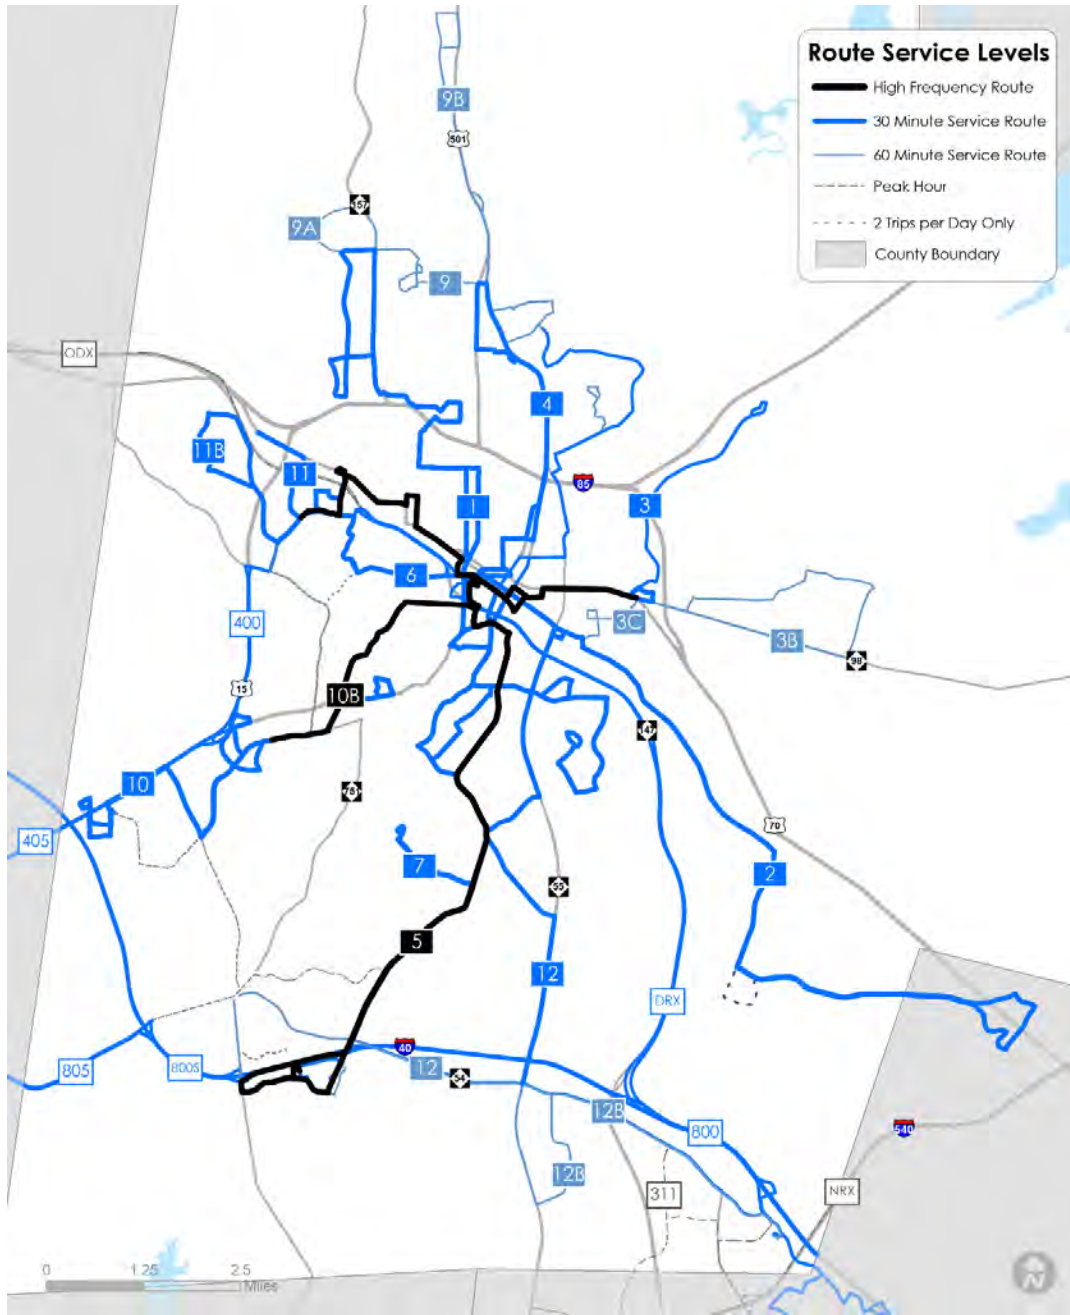 Route Service Levels
High Frequency Route
30 Minute Service Route
60 Minute Service Route
Peak Hour
2 Trips per Day Only
County Boundary
9B
501
157
9A
9
ODX
4
11B
11
85
1
3
6
400
3C
3B
98
15
10B
147
10
751
70
405
7
2
55
5
12
DRX
40
805
800S
12
54
12B
800
540
12B
311
NRX
0 1.25 2.5
Miles
N